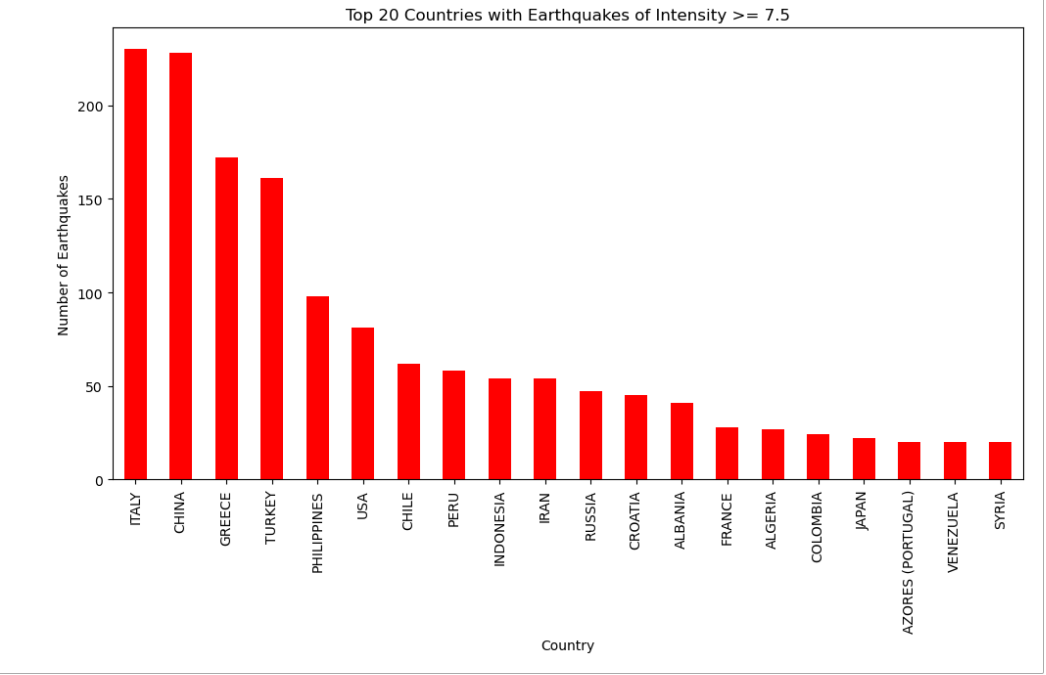 Top 20 Countries with Earthquakes of Intensity >= 7.5
Number of Earthquakes
200
150
100
50
0
ITALY
CHINA
GREECE
TURKEY
PHILIPPINES
USA
CHILE
PERU
INDONESIA
IRAN
RUSSIA
CROATIA
ALBANIA
FRANCE
ALGERIA
COLOMBIA
JAPAN
AZORES (PORTUGAL)
VENEZUELA
SYRIA
Country